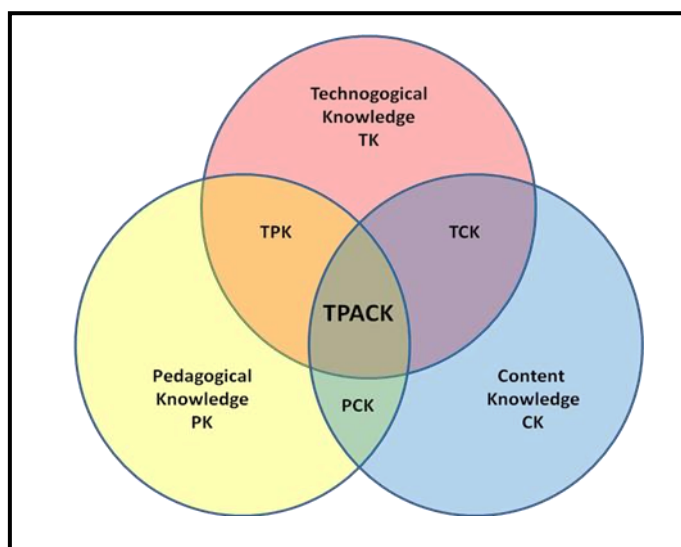 Technogogical
Knowledge
TK
TPK
TCK
TPACK
Pedagogical
Knowledge
PK
PCK
Content
Knowledge
CK